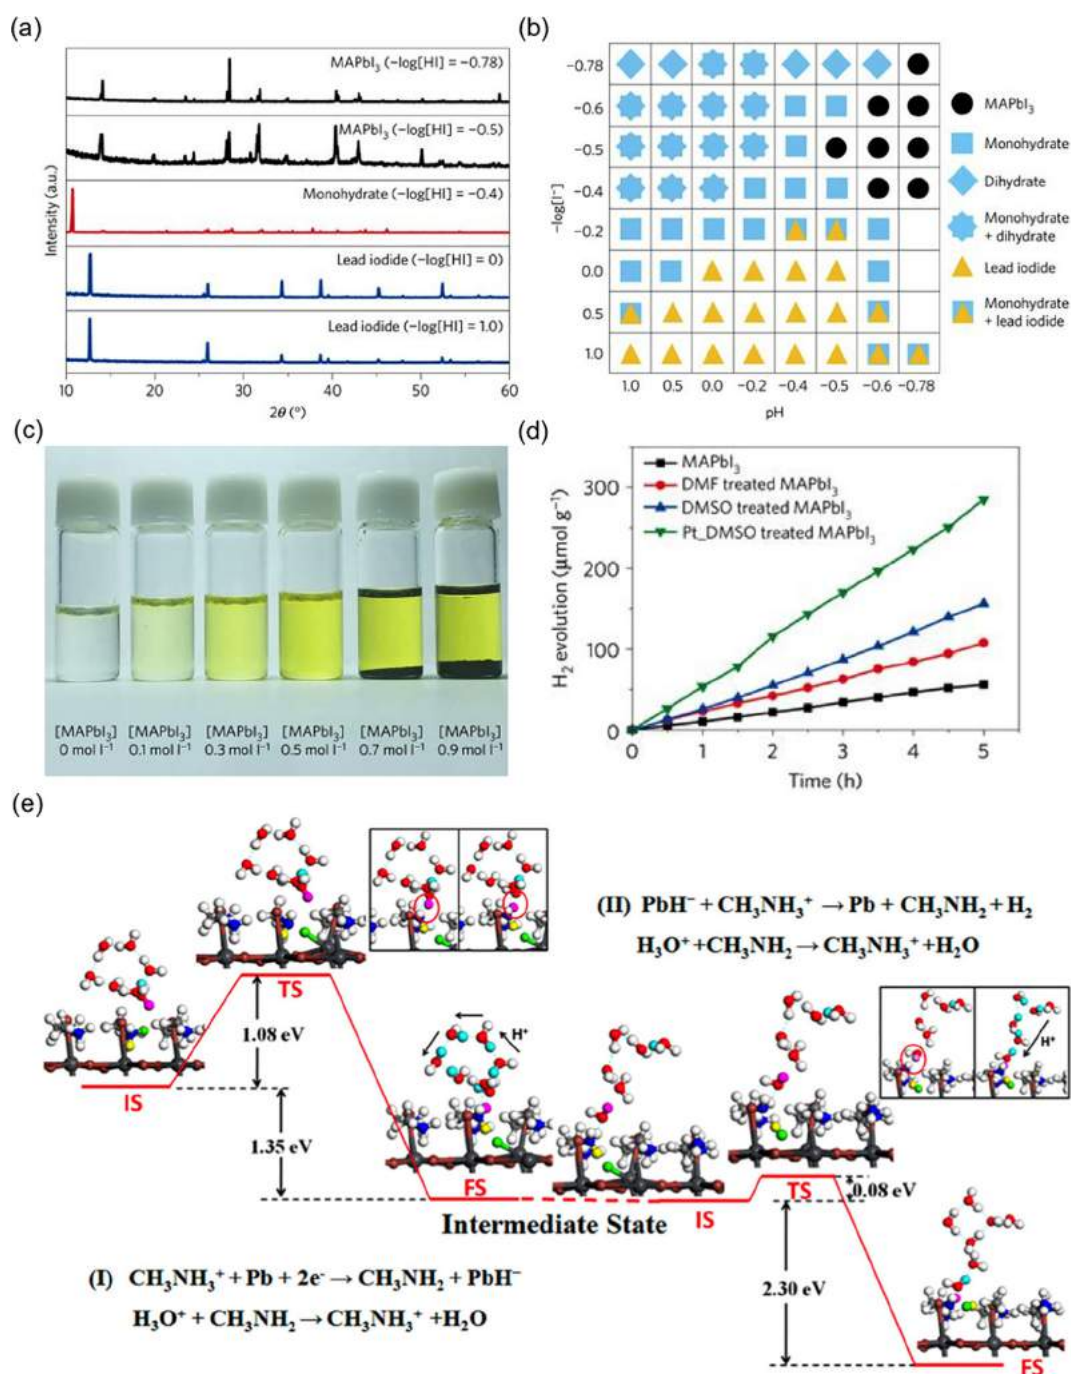 (a)
MAPbI₃ (−log[HI] = −0.78)
MAPbI₃ (−log[HI] = −0.5)
Monohydrate (−log[HI] = −0.4)
Lead iodide (−log[HI] = 0)
Lead iodide (−log[HI] = 1.0)
Intensity (a.u.)
10 20 30 40 50 60
2θ (°)
(b)
−0.78
−0.6
−0.5
−0.4
−0.2
0.0
0.5
1.0
−log[I⁻]
1.0 0.5 0.0 −0.2 −0.4 −0.5 −0.6 −0.78
pH
MAPbI₃
Monohydrate
Dihydrate
Monohydrate
+ dihydrate
Lead iodide
Monohydrate
+ lead iodide
(c)
[MAPbI₃] [MAPbI₃] [MAPbI₃] [MAPbI₃] [MAPbI₃] [MAPbI₃]
0 mol l⁻¹ 0.1 mol l⁻¹ 0.3 mol l⁻¹ 0.5 mol l⁻¹ 0.7 mol l⁻¹ 0.9 mol l⁻¹
(d)
MAPbI₃
DMF treated MAPbI₃
DMSO treated MAPbI₃
Pt_DMSO treated MAPbI₃
300
200
100
0
H₂ evolution (μmol g⁻¹)
0 1 2 3 4 5
Time (h)
(e)
(II) PbH⁻ + CH₃NH₃⁺ → Pb + CH₃NH₂ + H₂
H₃O⁺ + CH₃NH₂ → CH₃NH₃⁺ + H₂O
TS
1.08 eV
IS
1.35 eV
H⁺
FS
Intermediate State
IS
TS
0.08 eV
H⁺
2.30 eV
FS
(I) CH₃NH₃⁺ + Pb + 2e⁻ → CH₃NH₂ + PbH⁻
H₃O⁺ + CH₃NH₂ → CH₃NH₃⁺ + H₂O